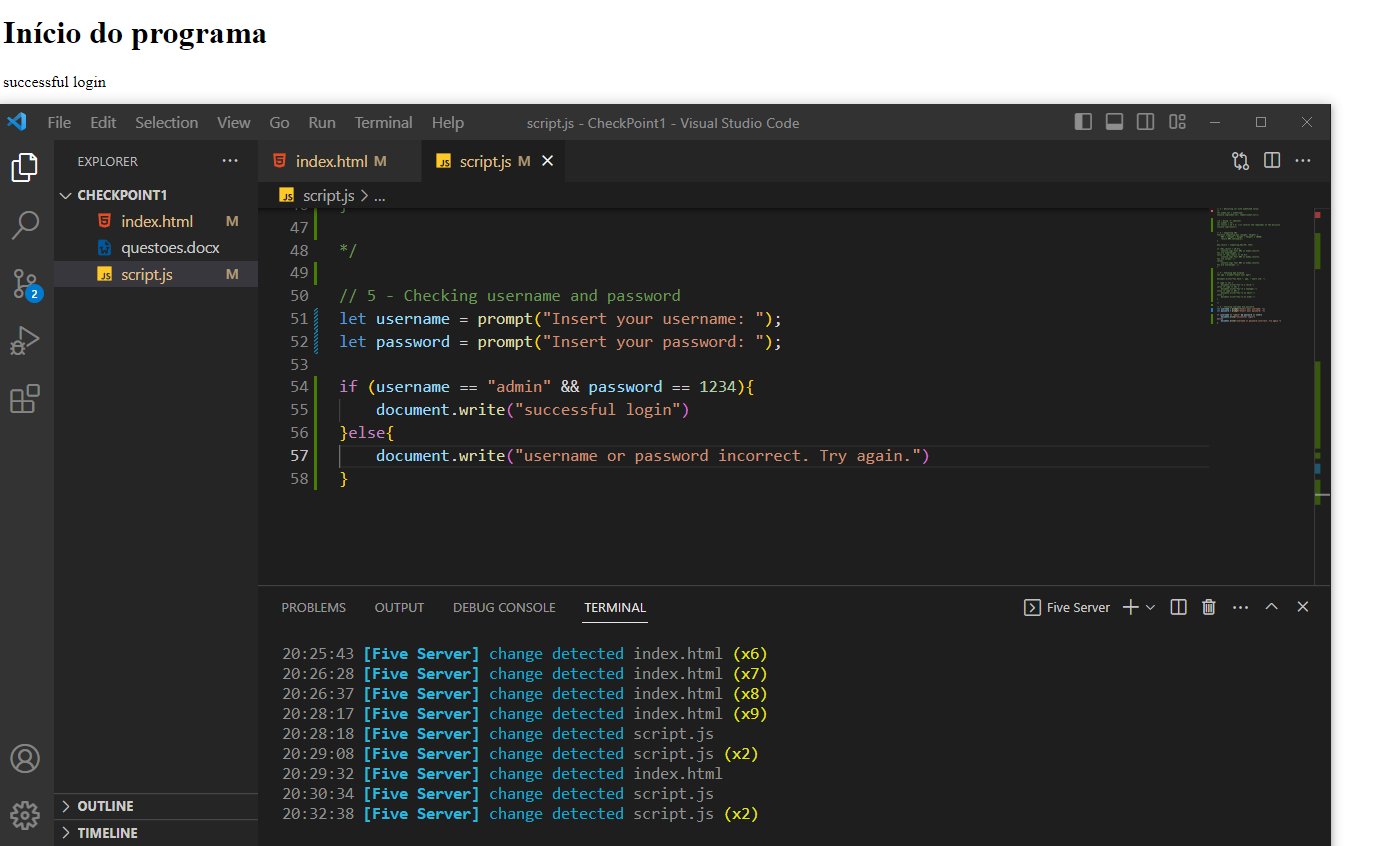 Início do programa
successful login
File Edit Selection View Go Run Terminal Help script.js - CheckPoint1 - Visual Studio Code
EXPLORER ...
index.html M
script.js M
CHECKPOINT1
script.js > ...
index.html M
questoes.docx
script.js M
2
47
48 */
49
50 // 5 - Checking username and password
51 let username = prompt("Insert your username: ");
52 let password = prompt("Insert your password: ");
53
54 if (username == "admin" && password == 1234){
55 document.write("successful login")
56 }else{
57 document.write("username or password incorrect. Try again.")
58 }
PROBLEMS OUTPUT DEBUG CONSOLE TERMINAL Five Server
20:25:43 [Five Server] change detected index.html (x6)
20:26:28 [Five Server] change detected index.html (x7)
20:26:37 [Five Server] change detected index.html (x8)
20:28:17 [Five Server] change detected index.html (x9)
20:28:18 [Five Server] change detected script.js
20:29:08 [Five Server] change detected script.js (x2)
20:29:32 [Five Server] change detected index.html
20:30:34 [Five Server] change detected script.js
20:32:38 [Five Server] change detected script.js (x2)
OUTLINE
TIMELINE